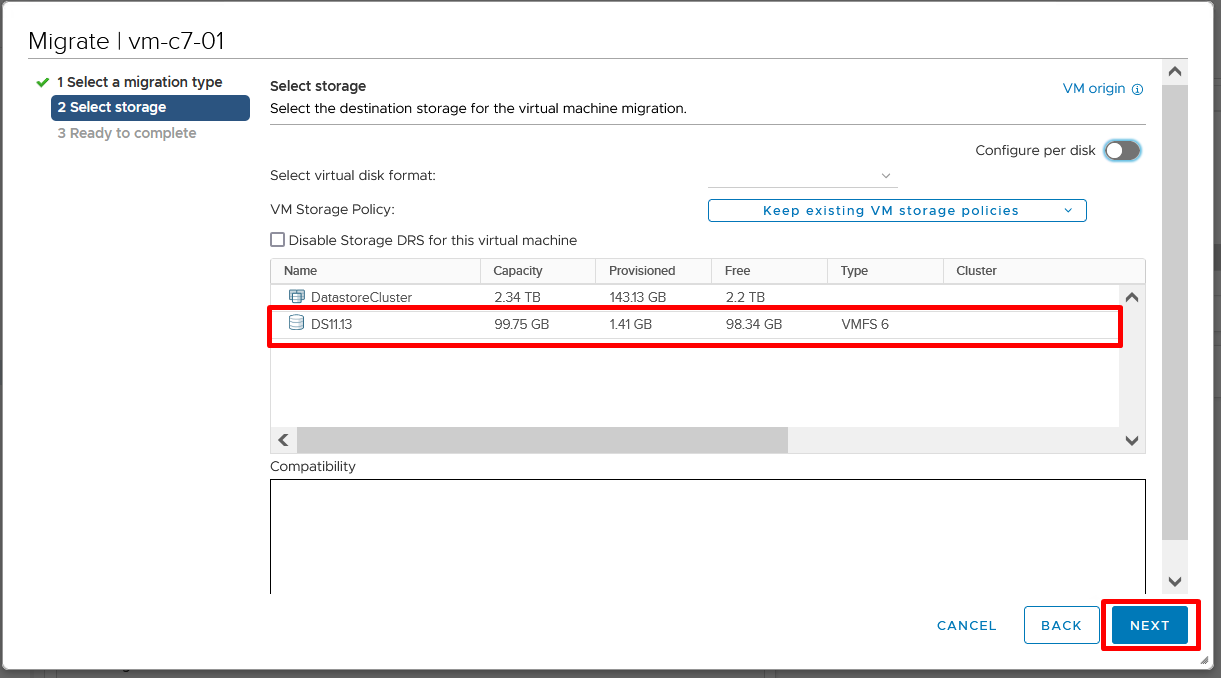 Migrate | vm-c7-01
1 Select a migration type
2 Select storage
3 Ready to complete
Select storage
VM origin
Select the destination storage for the virtual machine migration.
Configure per disk
Select virtual disk format:
VM Storage Policy:
Keep existing VM storage policies
Disable Storage DRS for this virtual machine
Name Capacity Provisioned Free Type Cluster
DatastoreCluster 2.34 TB 143.13 GB 2.2 TB
DS11.13 99.75 GB 1.41 GB 98.34 GB VMFS 6
Compatibility
CANCEL BACK NEXT